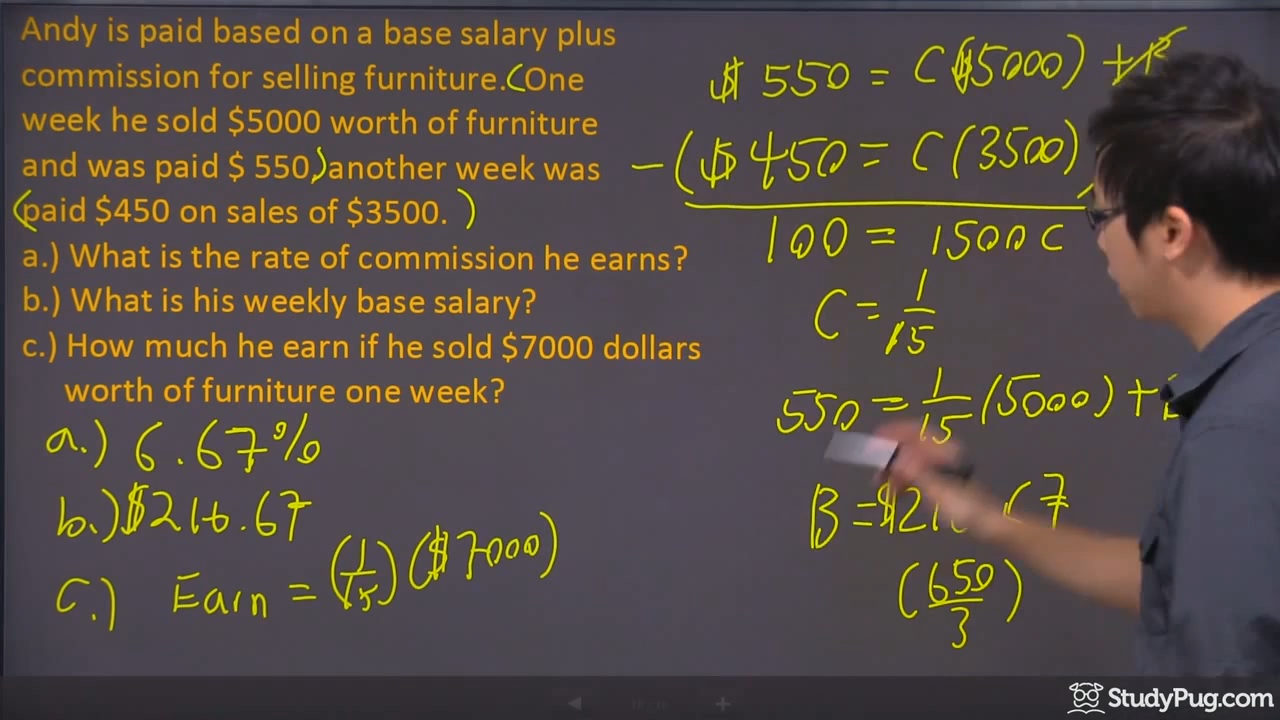 Andy is paid based on a base salary plus
commission for selling furniture.(One
week he sold $5000 worth of furniture
and was paid $ 550,)another week was
(paid $450 on sales of $3500. )
a.) What is the rate of commission he earns?
b.) What is his weekly base salary?
c.) How much he earn if he sold $7000 dollars
worth of furniture one week?
a.) 6.67%
b.) $216.67
c.) Earn = (1/15) ($7000)
$ 550 = C ($5000) +
-( $ 450 = C (3500)
100 = 1500 C
C = 1/15
550 = 1/15 (5000) +
B = $21 7
(650/3)
StudyPug.com